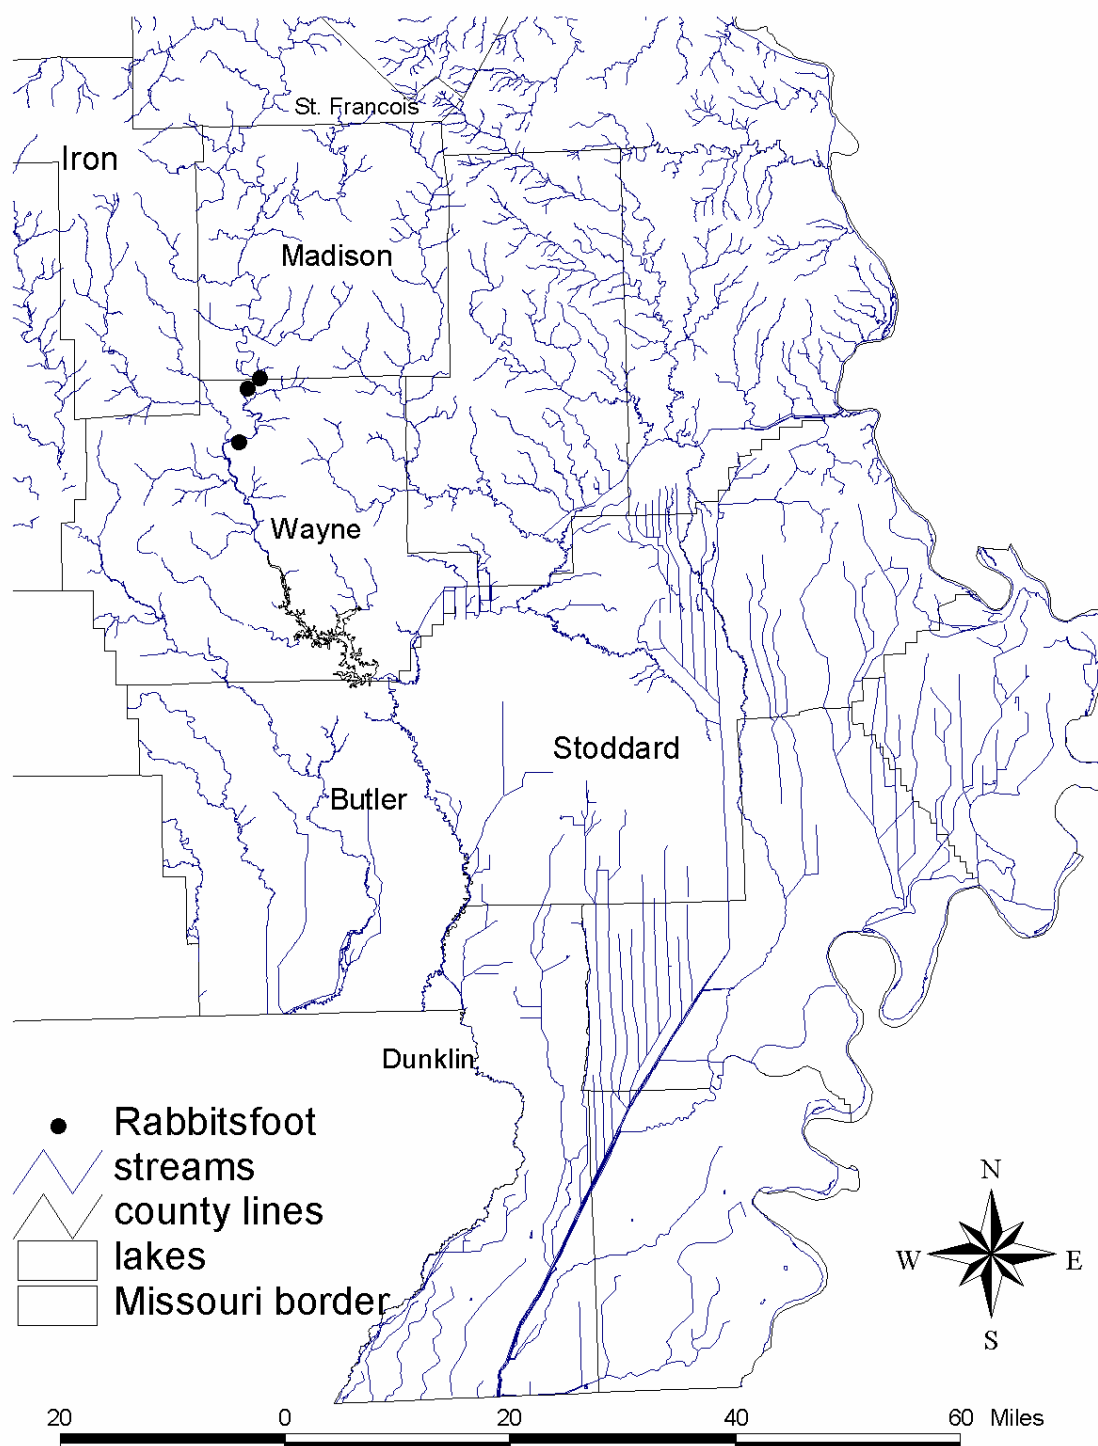 St. Francois
Iron
Madison
Wayne
Stoddard
Butler
Dunklin
Rabbitsfoot
streams
county lines
lakes
Missouri border
N
W E
S
20 0 20 40 60 Miles